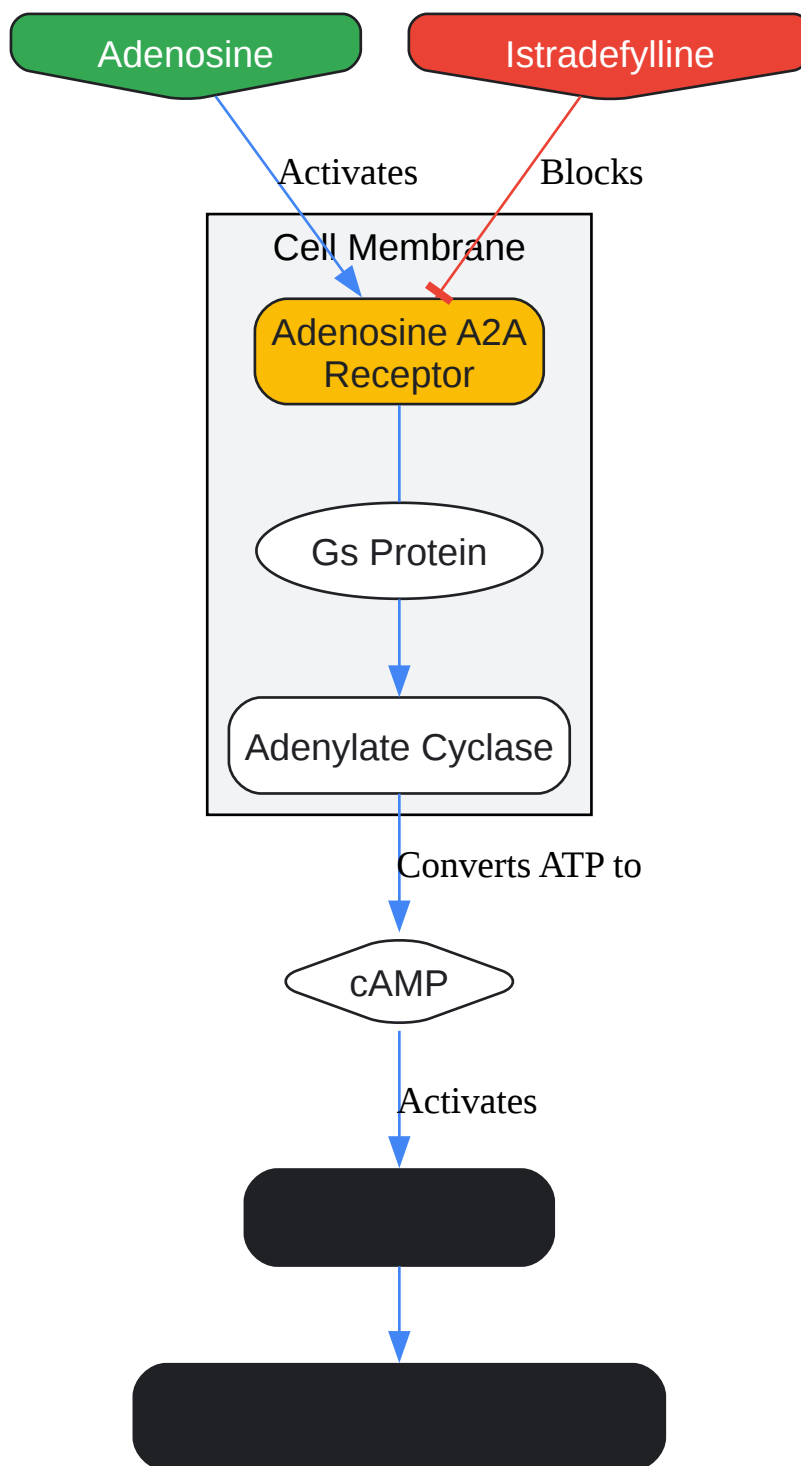 Adenosine
Istradefylline
Activates
Blocks
Cell Membrane
Adenosine A2A
Receptor
Gs Protein
Adenylate Cyclase
Converts ATP to
cAMP
Activates